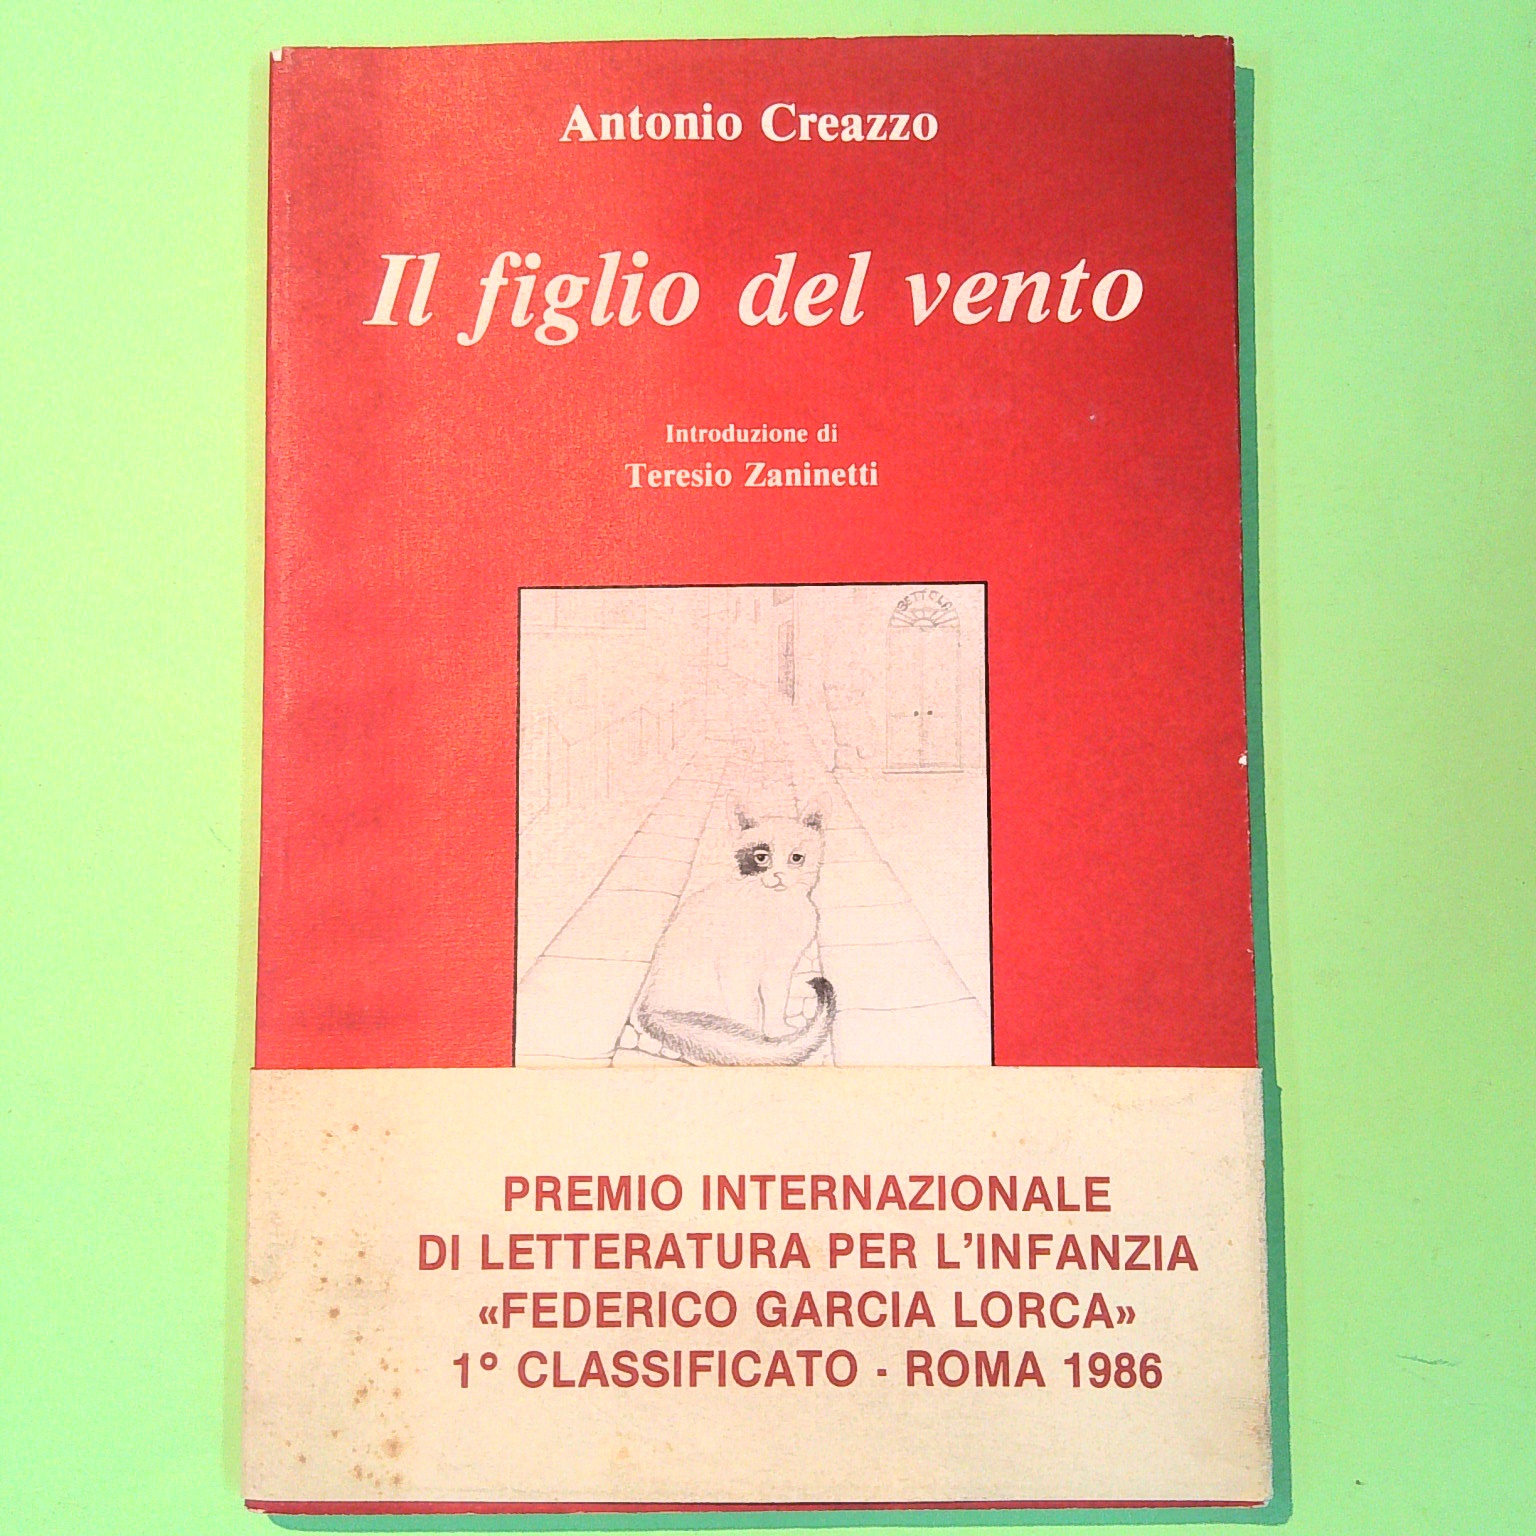 Antonio Creazzo
Il figlio del vento
Introduzione di
Teresio Zaninetti
BETTOLA
PREMIO INTERNAZIONALE
DI LETTERATURA PER L'INFANZIA
«FEDERICO GARCIA LORCA»
1° CLASSIFICATO - ROMA 1986